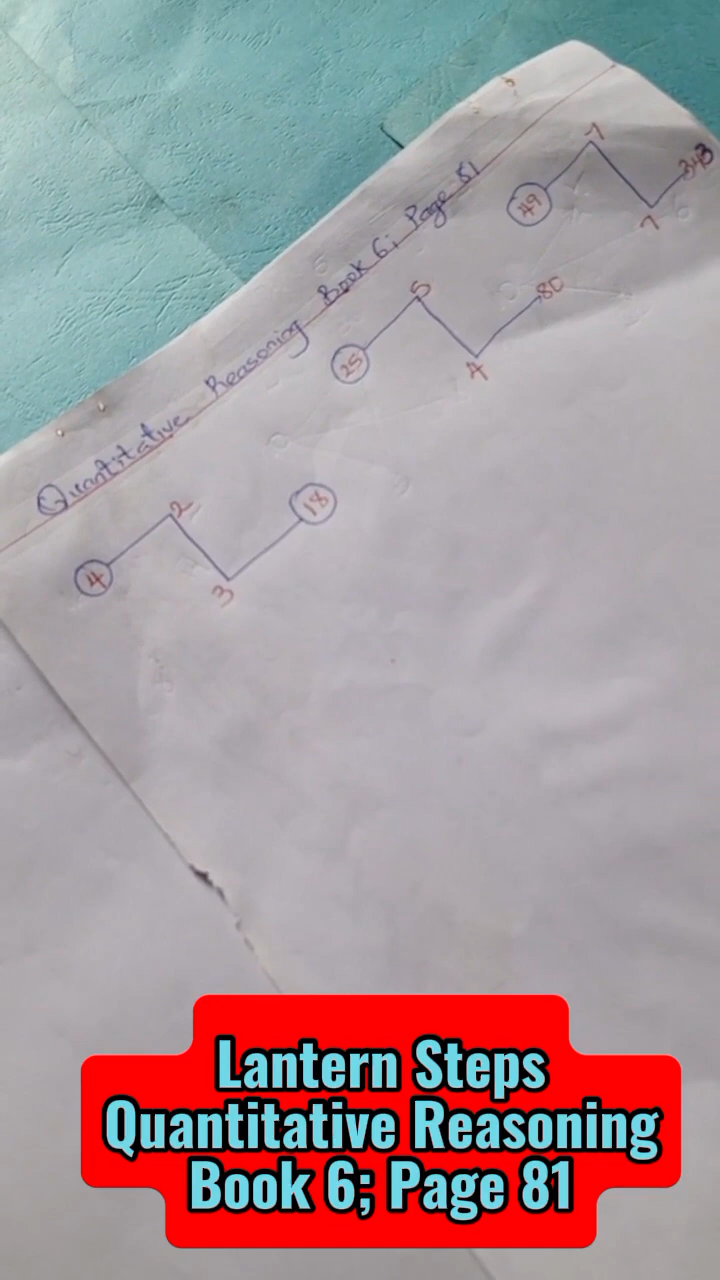 Quantitative Reasoning Book 6; Page 81
4 2 3 18
25 5 4 80
49 7 7 343
Lantern Steps
Quantitative Reasoning
Book 6; Page 81